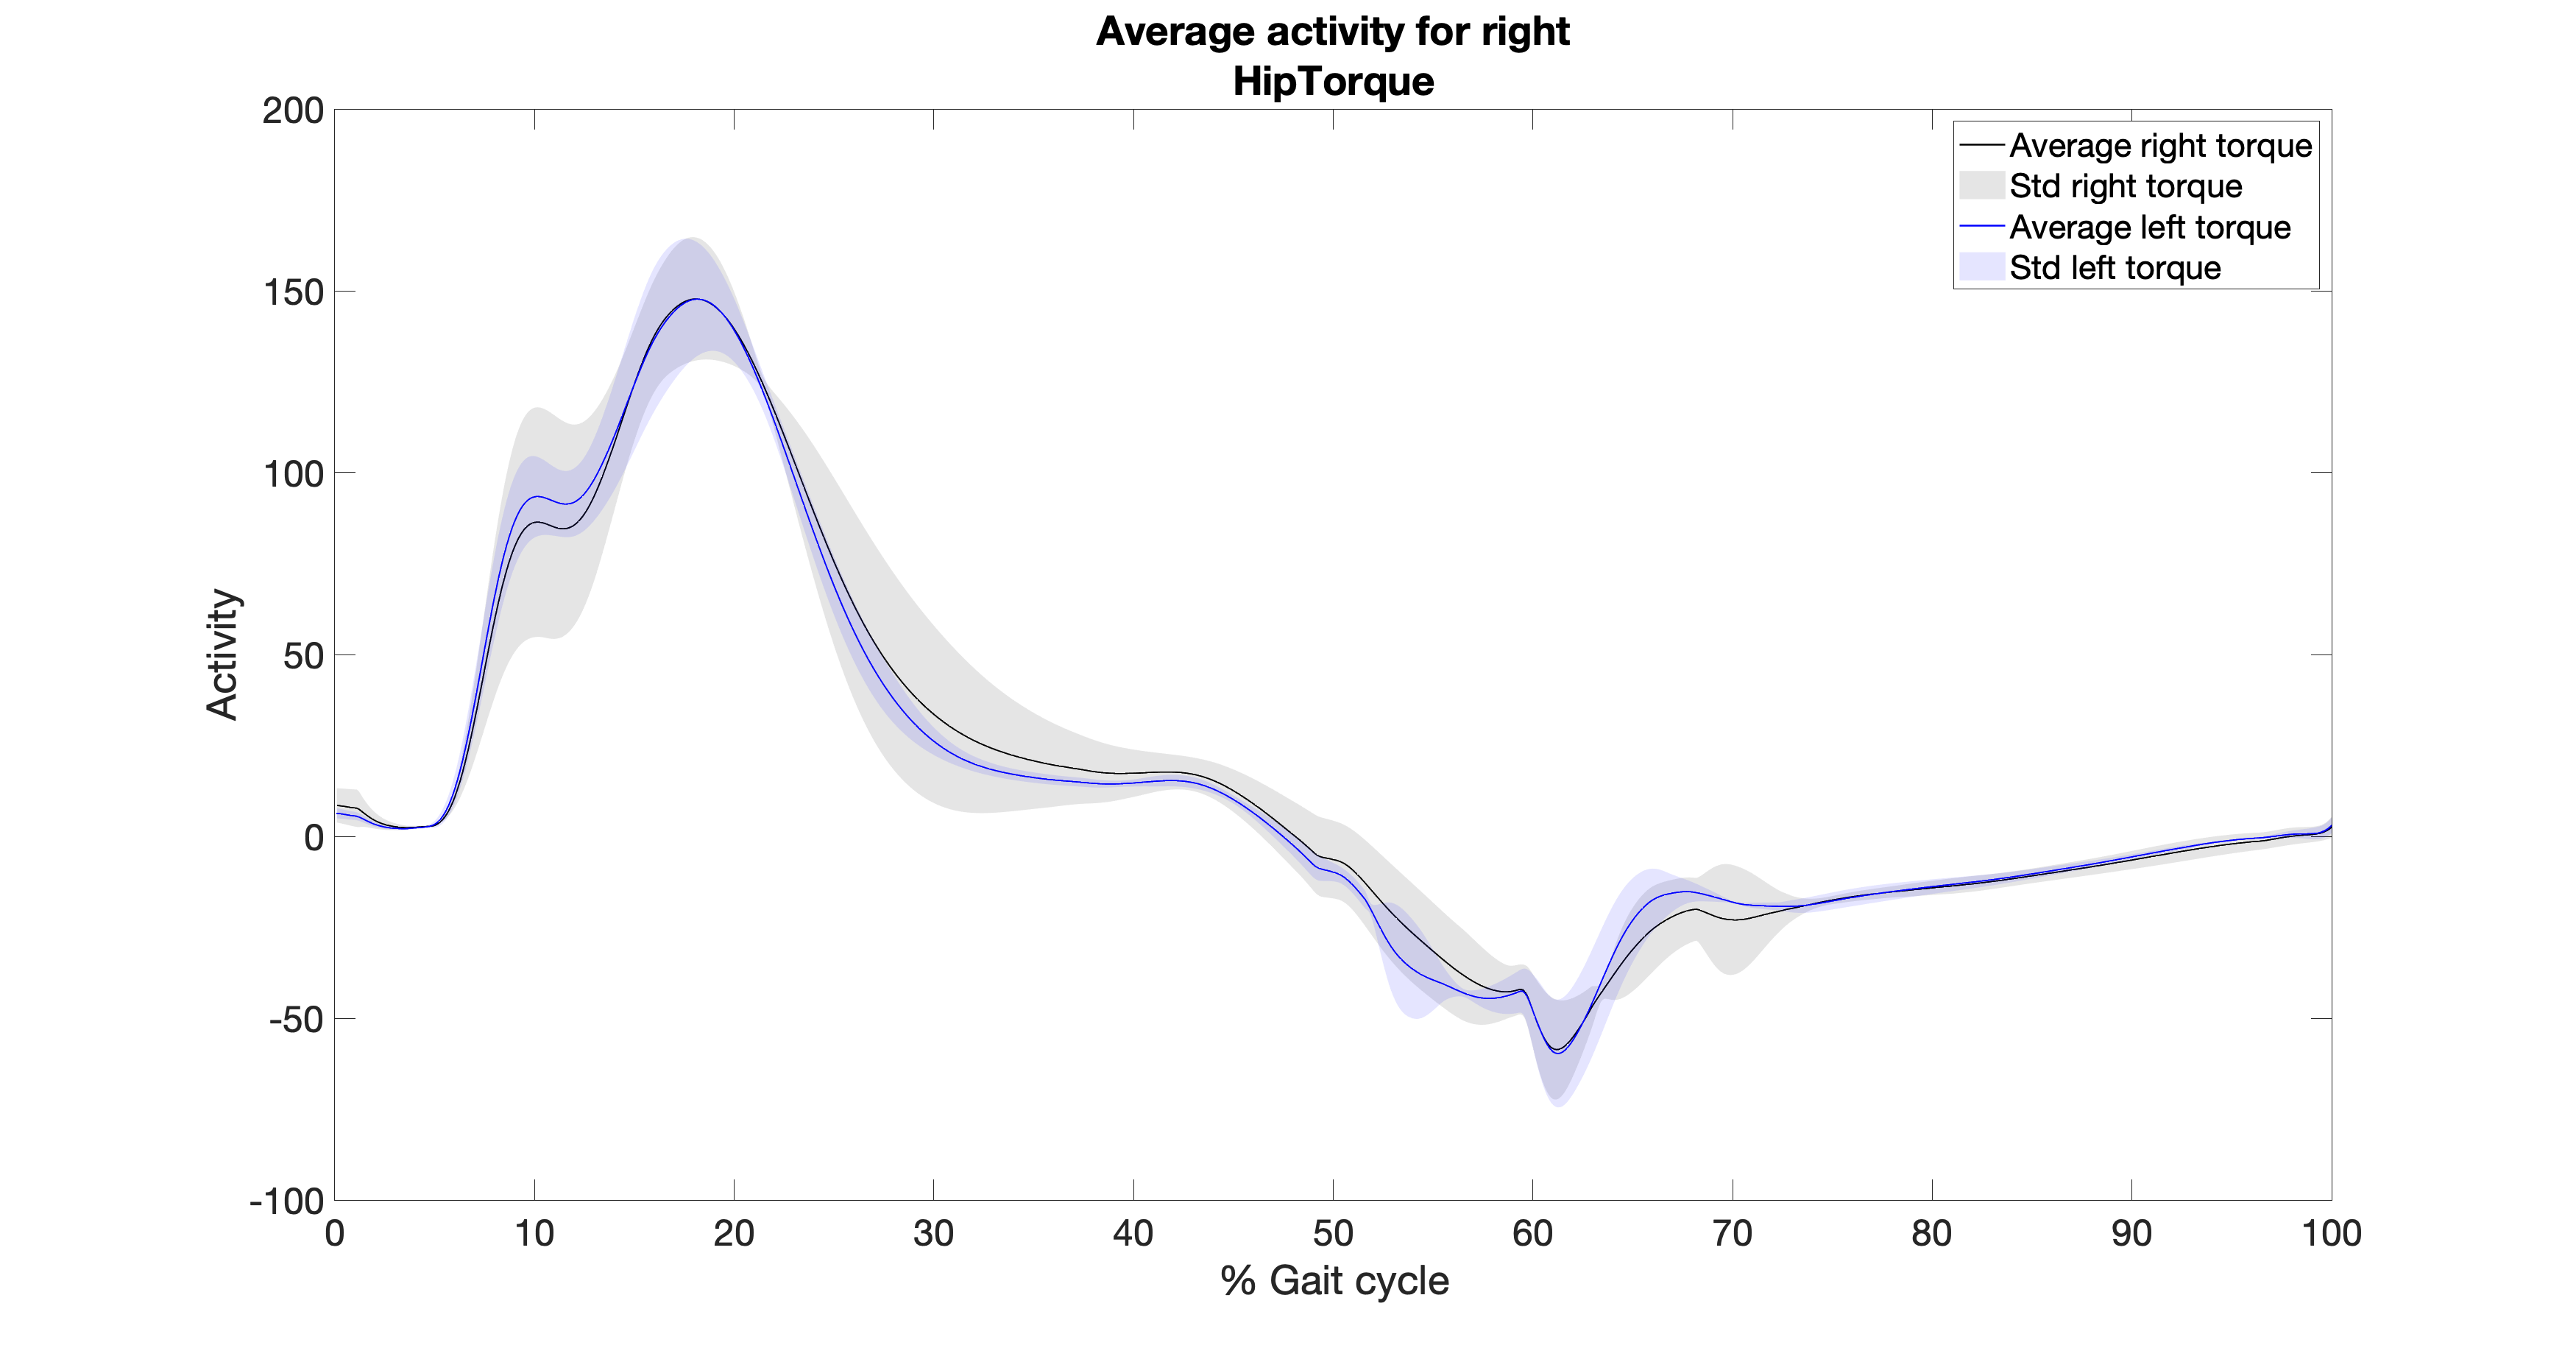 Average activity for right
HipTorque
200
150
100
50
0
-50
-100
Activity
0 10 20 30 40 50 60 70 80 90 100
% Gait cycle
Average right torque
Std right torque
Average left torque
Std left torque